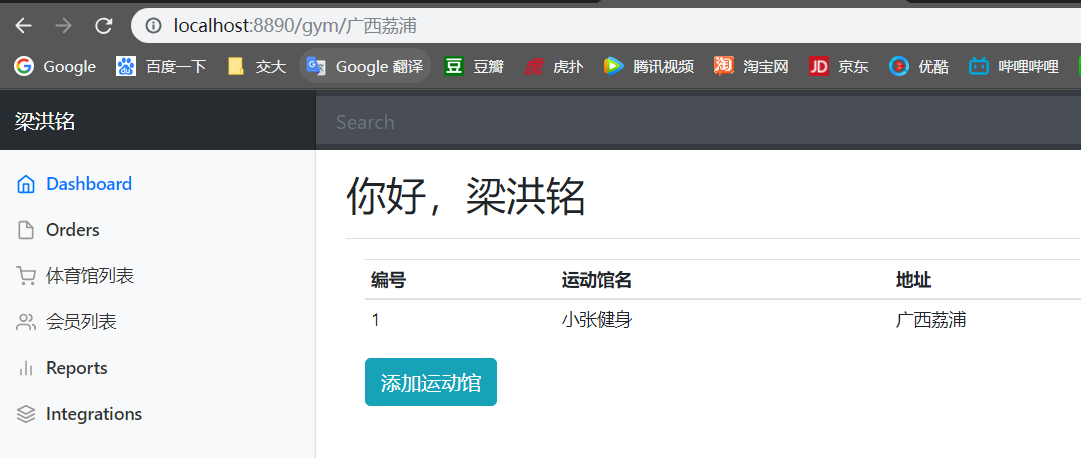 localhost:8890/gym/广西荔浦
Google 百度一下 交大 Google 翻译 豆瓣 虎扑 腾讯视频 淘宝网 京东 优酷 哔哩哔哩
梁洪铭 Search
Dashboard
Orders
体育馆列表
会员列表
Reports
Integrations
你好，梁洪铭
编号 运动馆名 地址
1 小张健身 广西荔浦
添加运动馆